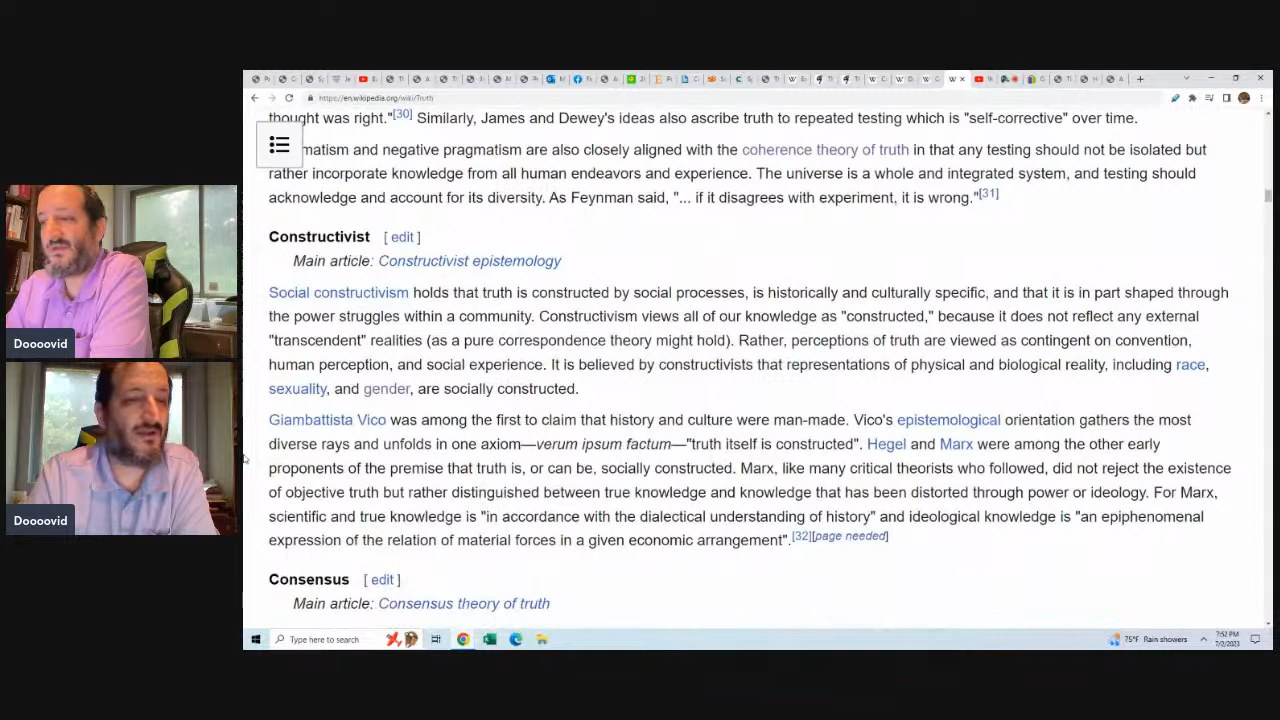 https://en.wikipedia.org/wiki/Truth
thought was right."[30] Similarly, James and Dewey's ideas also ascribe truth to repeated testing which is "self-corrective" over time.
matism and negative pragmatism are also closely aligned with the coherence theory of truth in that any testing should not be isolated but
rather incorporate knowledge from all human endeavors and experience. The universe is a whole and integrated system, and testing should
acknowledge and account for its diversity. As Feynman said, "... if it disagrees with experiment, it is wrong."[31]
Constructivist [ edit ]
Main article: Constructivist epistemology
Social constructivism holds that truth is constructed by social processes, is historically and culturally specific, and that it is in part shaped through
the power struggles within a community. Constructivism views all of our knowledge as "constructed," because it does not reflect any external
"transcendent" realities (as a pure correspondence theory might hold). Rather, perceptions of truth are viewed as contingent on convention,
human perception, and social experience. It is believed by constructivists that representations of physical and biological reality, including race,
sexuality, and gender, are socially constructed.
Giambattista Vico was among the first to claim that history and culture were man-made. Vico's epistemological orientation gathers the most
diverse rays and unfolds in one axiom—verum ipsum factum—"truth itself is constructed". Hegel and Marx were among the other early
proponents of the premise that truth is, or can be, socially constructed. Marx, like many critical theorists who followed, did not reject the existence
of objective truth but rather distinguished between true knowledge and knowledge that has been distorted through power or ideology. For Marx,
scientific and true knowledge is "in accordance with the dialectical understanding of history" and ideological knowledge is "an epiphenomenal
expression of the relation of material forces in a given economic arrangement".[32][page needed]
Consensus [ edit ]
Main article: Consensus theory of truth
Doooovid
Doooovid
Type here to search
75°F Rain showers
7:52 PM
7/2/2023